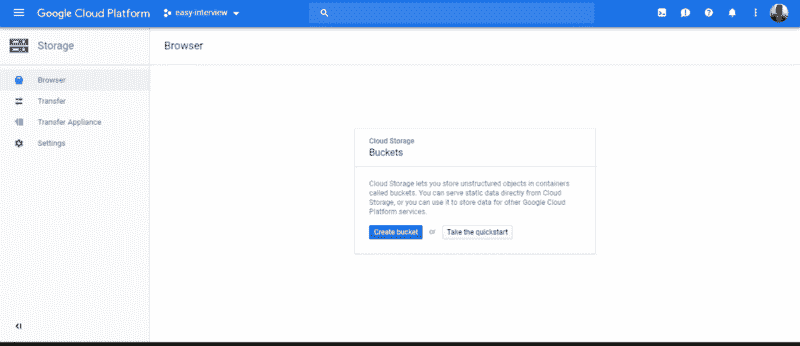 Google Cloud Platform
easy-interview
Storage
Browser
Browser
Transfer
Transfer Appliance
Settings
Cloud Storage
Buckets
Cloud Storage lets you store unstructured objects in containers
called buckets. You can serve static data directly from Cloud
Storage, or you can use it to store data for other Google Cloud
Platform services.
Create bucket or Take the quickstart